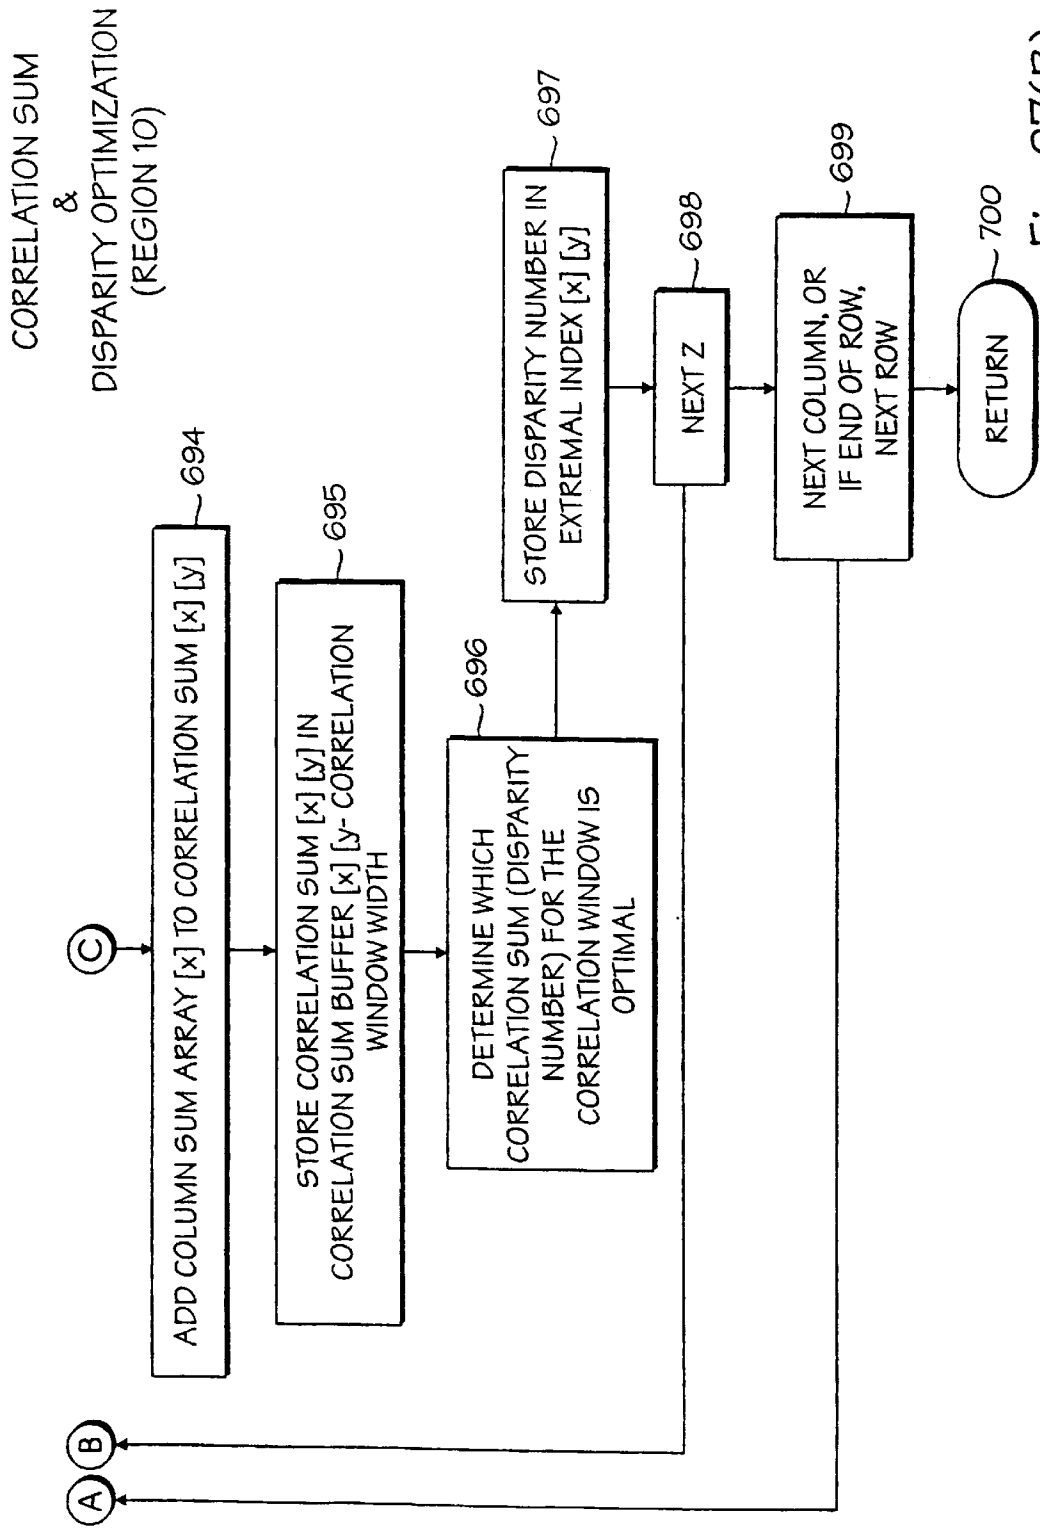 CORRELATION SUM
&
DISPARITY OPTIMIZATION
(REGION 10)
A
B
C
ADD COLUMN SUM ARRAY [x] TO CORRELATION SUM [x] [y]
694
STORE CORRELATION SUM [x] [y] IN
CORRELATION SUM BUFFER [x] [y- CORRELATION
WINDOW WIDTH
695
DETERMINE WHICH
CORRELATION SUM (DISPARITY
NUMBER) FOR THE
CORRELATION WINDOW IS
OPTIMAL
696
STORE DISPARITY NUMBER IN
EXTREMAL INDEX [x] [y]
697
NEXT Z
698
NEXT COLUMN, OR
IF END OF ROW,
NEXT ROW
699
RETURN
700